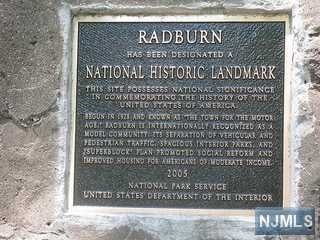 RADBURN
HAS BEEN DESIGNATED A
NATIONAL HISTORIC LANDMARK
THIS SITE POSSESSES NATIONAL SIGNIFICANCE
IN COMMEMORATING THE HISTORY OF THE
UNITED STATES OF AMERICA.
BEGUN IN 1928 AND KNOWN AS "THE TOWN FOR THE MOTOR
AGE," RADBURN IS INTERNATIONALLY RECOGNIZED AS A
MODEL COMMUNITY. ITS SEPARATION OF VEHICULAR AND
PEDESTRIAN TRAFFIC, SPACIOUS INTERIOR PARKS, AND
"SUPERBLOCK" PLAN PROMOTED SOCIAL REFORM AND
IMPROVED HOUSING FOR AMERICANS OF MODERATE INCOME.
2005
NATIONAL PARK SERVICE
UNITED STATES DEPARTMENT OF THE INTERIOR
NJMLS